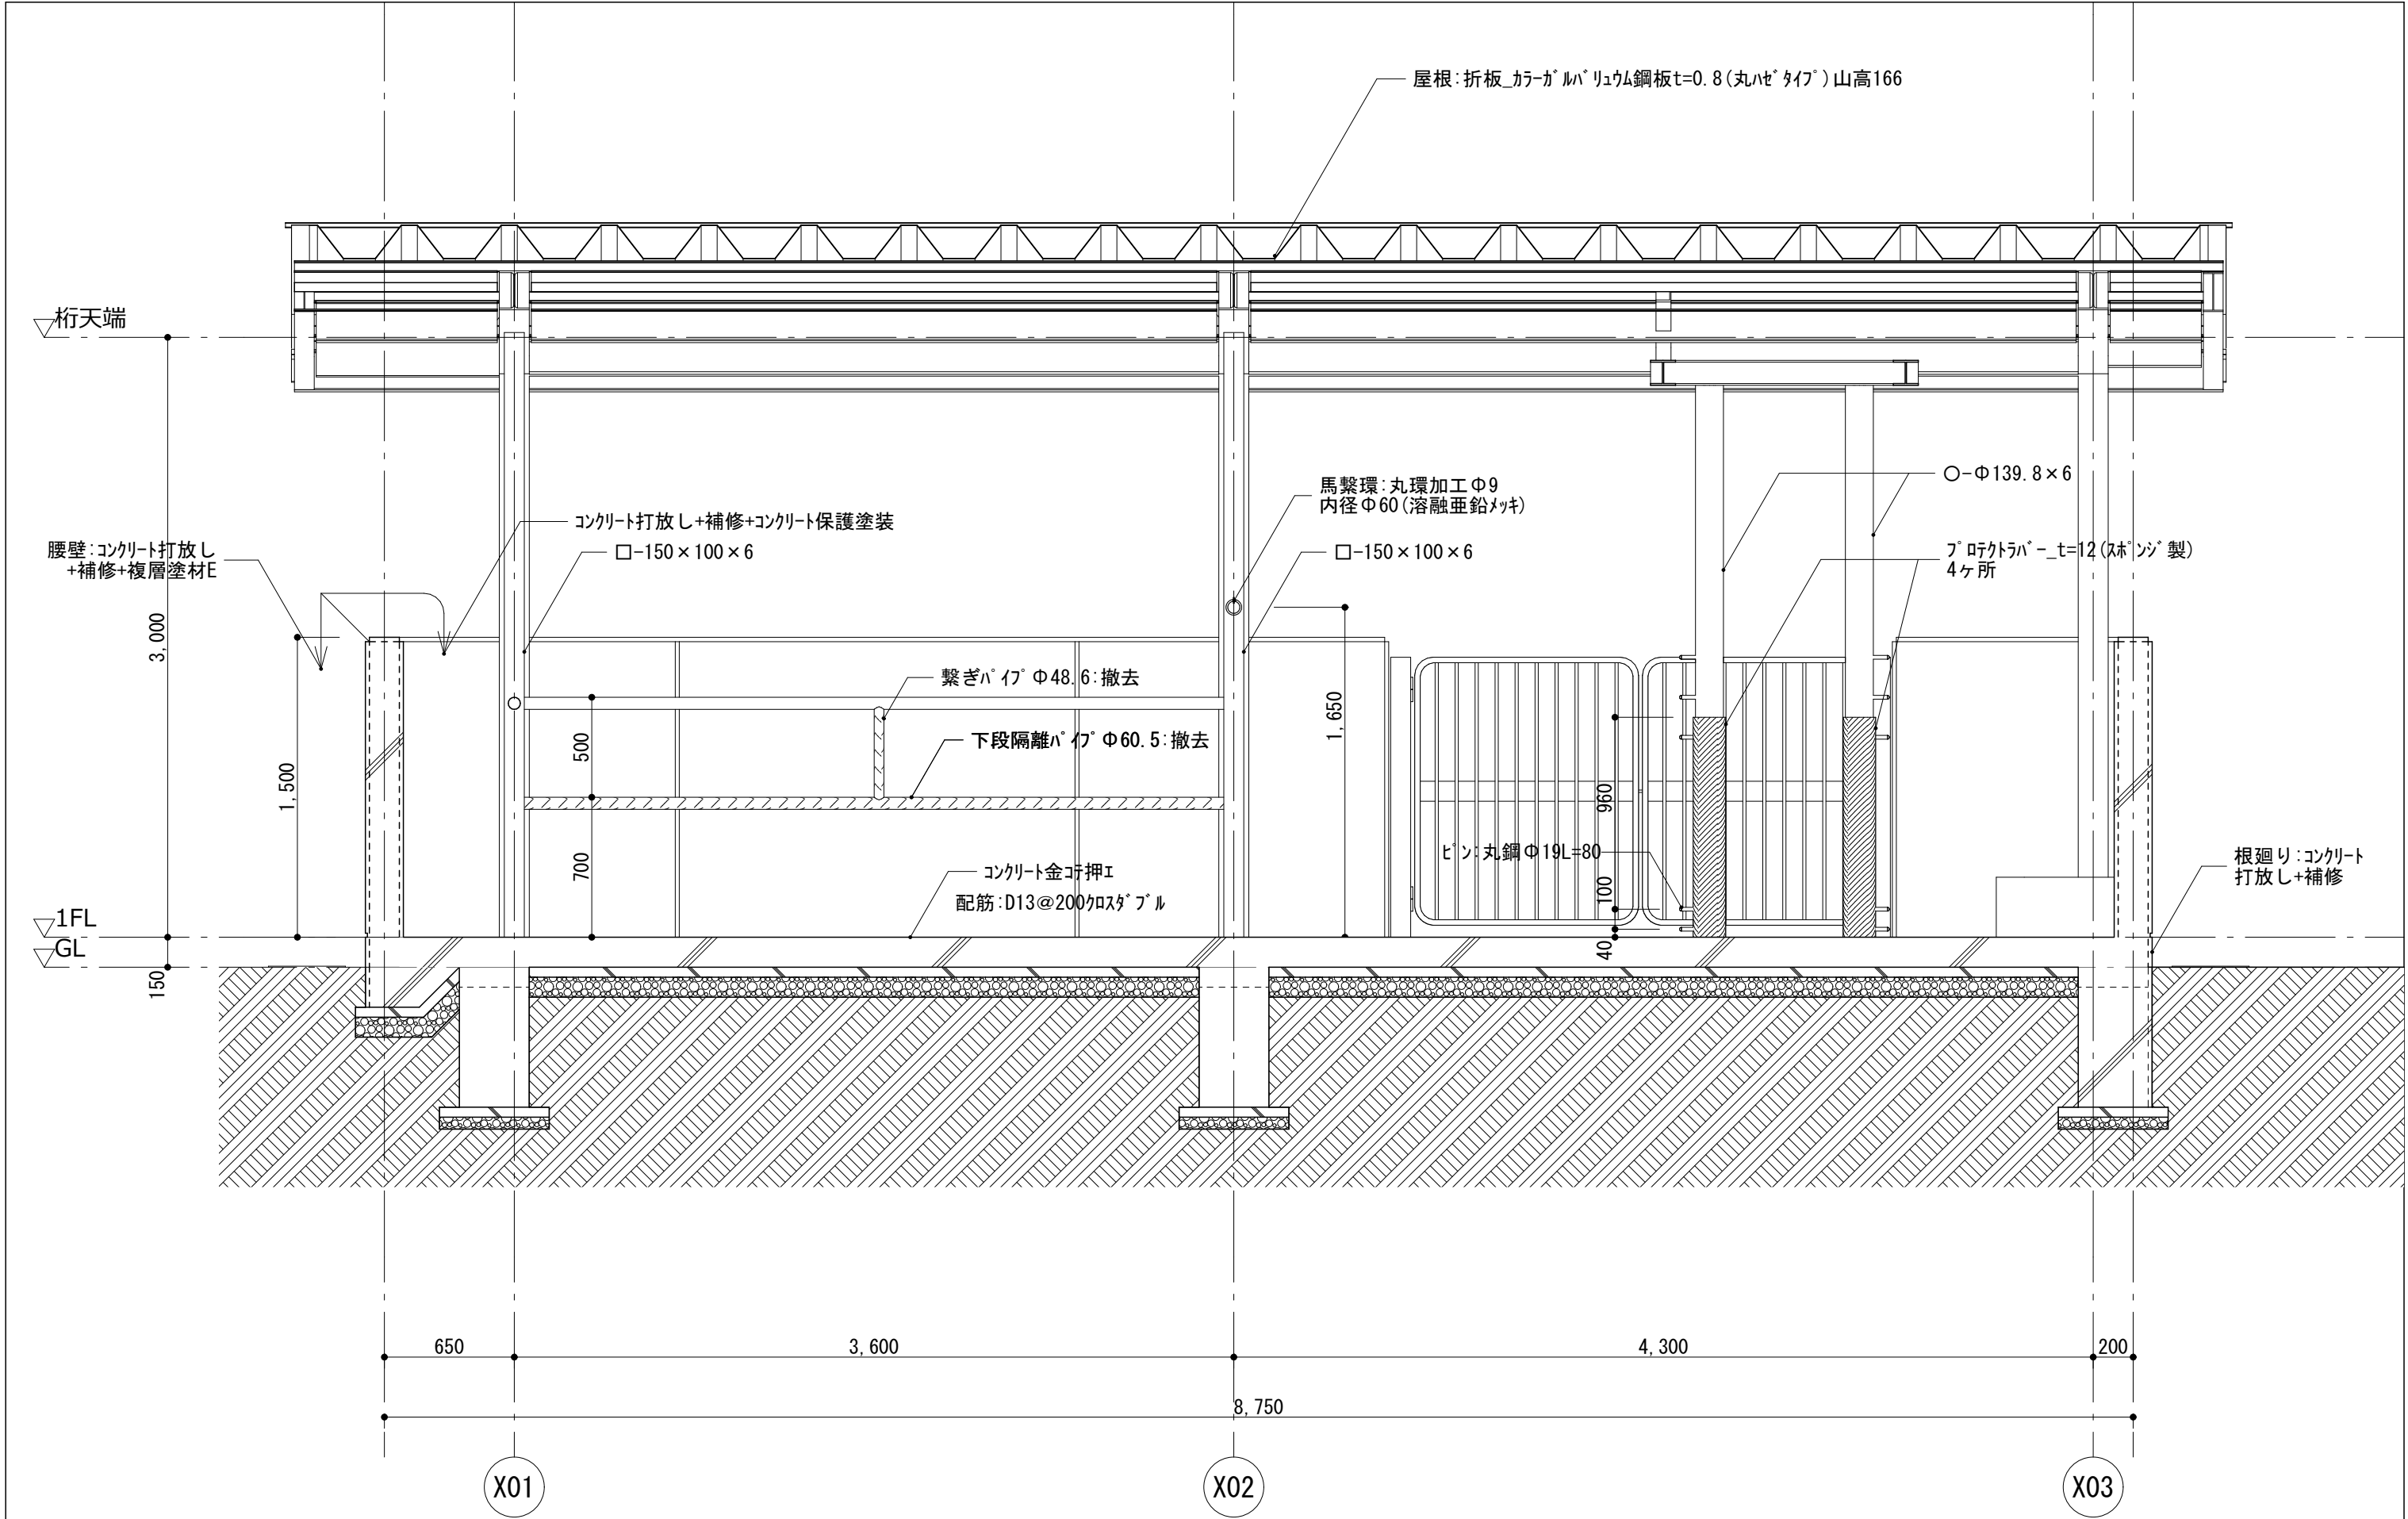 屋根:折板_カラーガルバリュウム鋼板t=0.8(丸ハゼタイプ)山高166
桁天端
馬繋環:丸環加工Φ9
内径Φ60(溶融亜鉛メッキ)
○-Φ139.8×6
コンクリート打放し+補修+コンクリート保護塗装
腰壁:コンクリート打放し
+補修+複層塗材E
□-150×100×6
□-150×100×6
プロテクトラバー_t=12(スポンジ製)
4ヶ所
3,000
繋ぎパイプΦ48.6:撤去
1,650
下段隔離パイプΦ60.5:撤去
500
1,500
960
700
ピン:丸鋼Φ19L=80
コンクリート金コテ押エ
配筋:D13@200クロスダブル
100
根廻り:コンクリート
打放し+補修
1FL
GL
40
150
650
3,600
4,300
200
8,750
X01
X02
X03